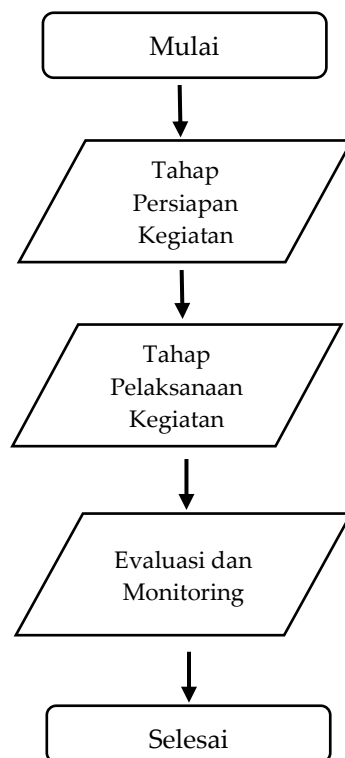 Mulai
Tahap
Persiapan
Kegiatan
Tahap
Pelaksanaan
Kegiatan
Evaluasi dan
Monitoring
Selesai